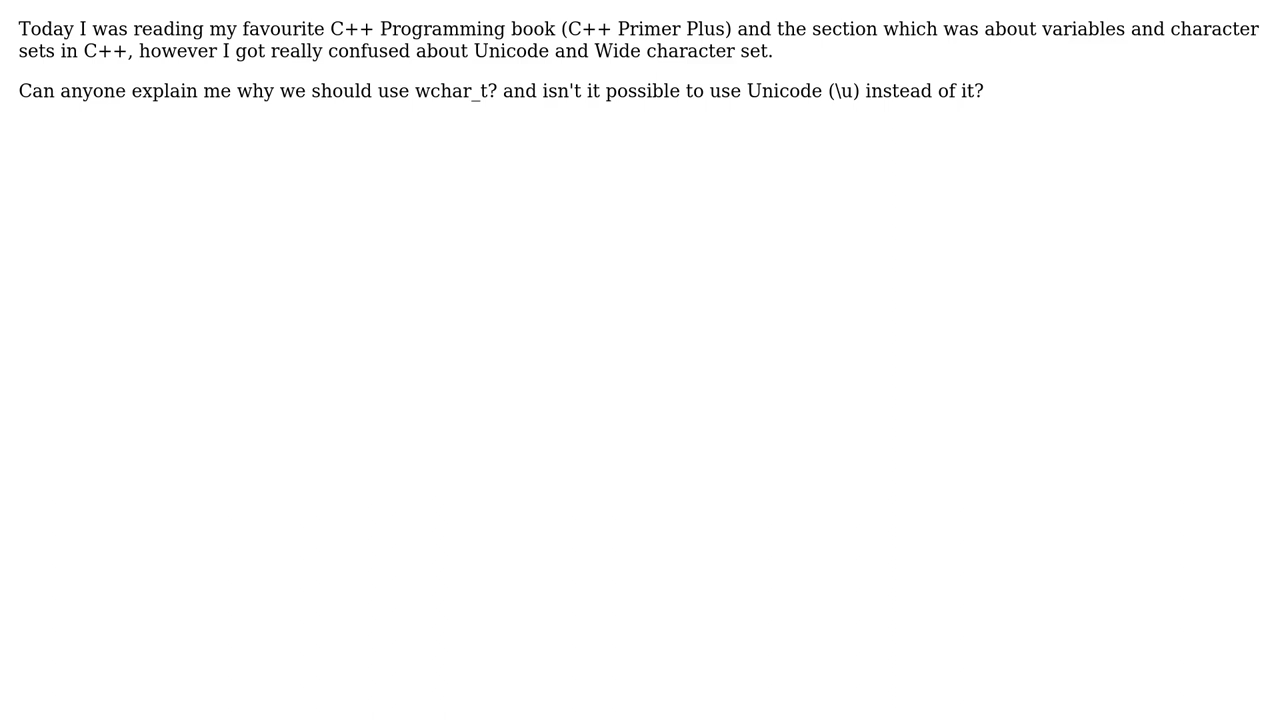 Today I was reading my favourite C++ Programming book (C++ Primer Plus) and the section which was about variables and character
sets in C++, however I got really confused about Unicode and Wide character set.
Can anyone explain me why we should use wchar_t? and isn't it possible to use Unicode (\u) instead of it?